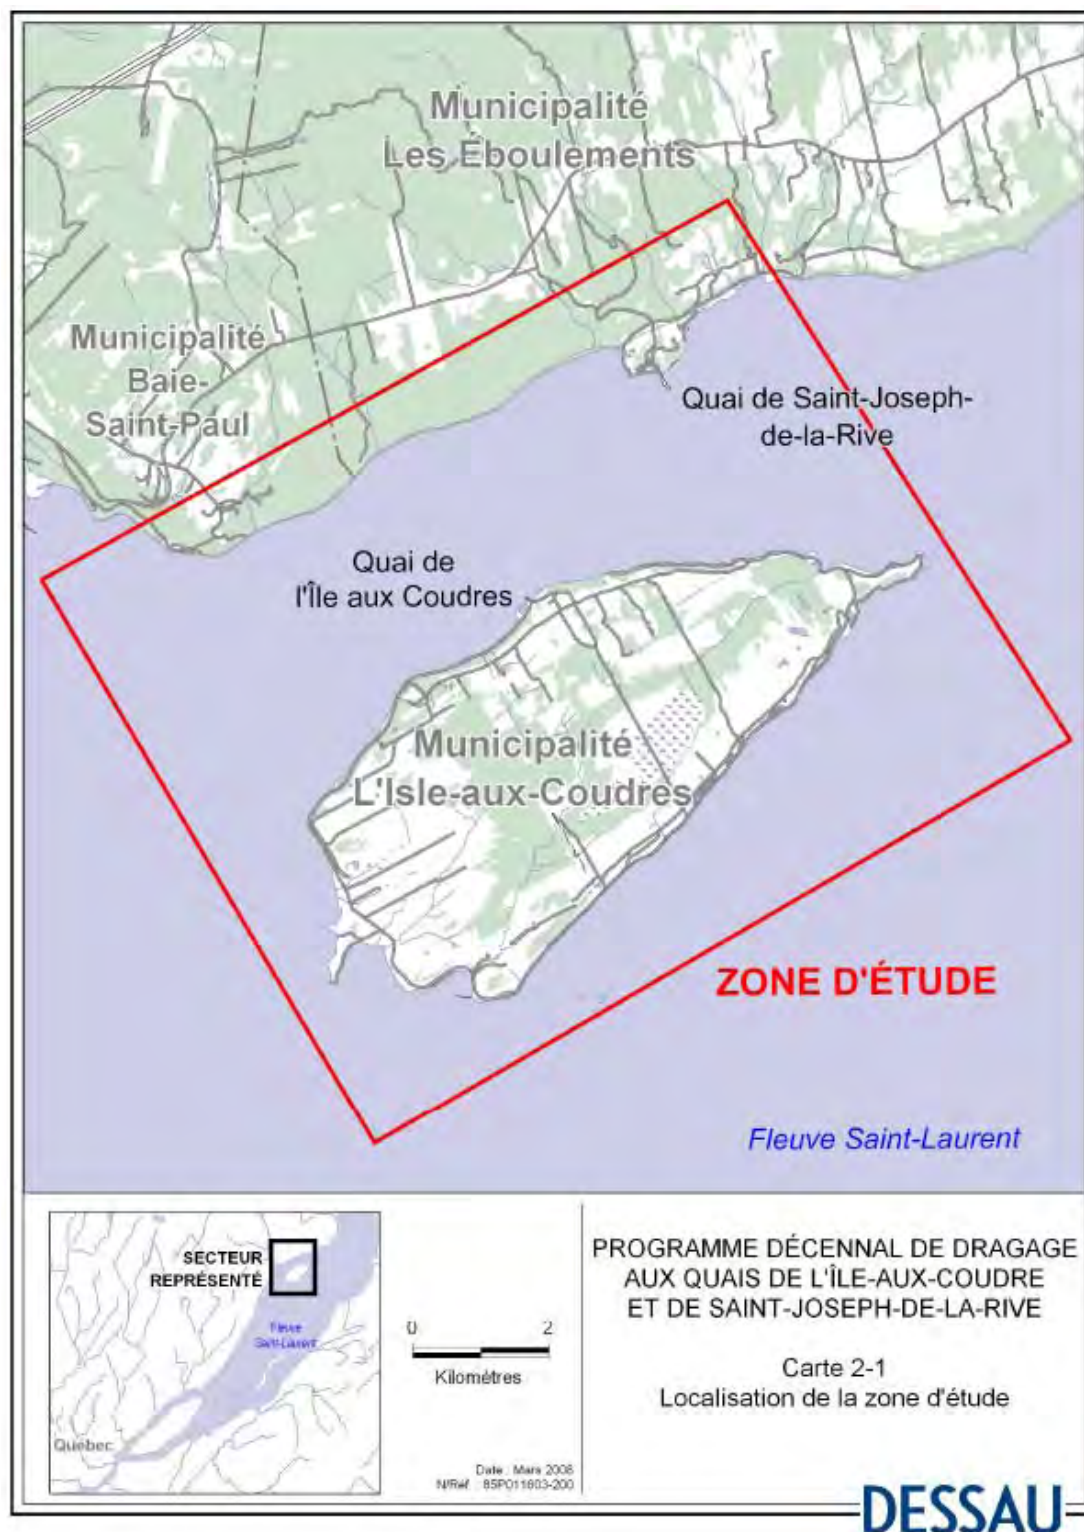 Municipalité
Les Éboulements
Municipalité
Baie-
Saint-Paul
Quai de Saint-Joseph-
de-la-Rive
Quai de
l'Île aux Coudres
Municipalité
L'Isle-aux-Coudres
ZONE D'ÉTUDE
Fleuve Saint-Laurent
SECTEUR
REPRÉSENTÉ
Fleuve
Saint-Laurent
Québec
0 2
Kilomètres
Date : Mars 2008
N/Réf : 85P011603-200
PROGRAMME DÉCENNAL DE DRAGAGE
AUX QUAIS DE L'ÎLE-AUX-COUDRE
ET DE SAINT-JOSEPH-DE-LA-RIVE
Carte 2-1
Localisation de la zone d'étude
DESSAU